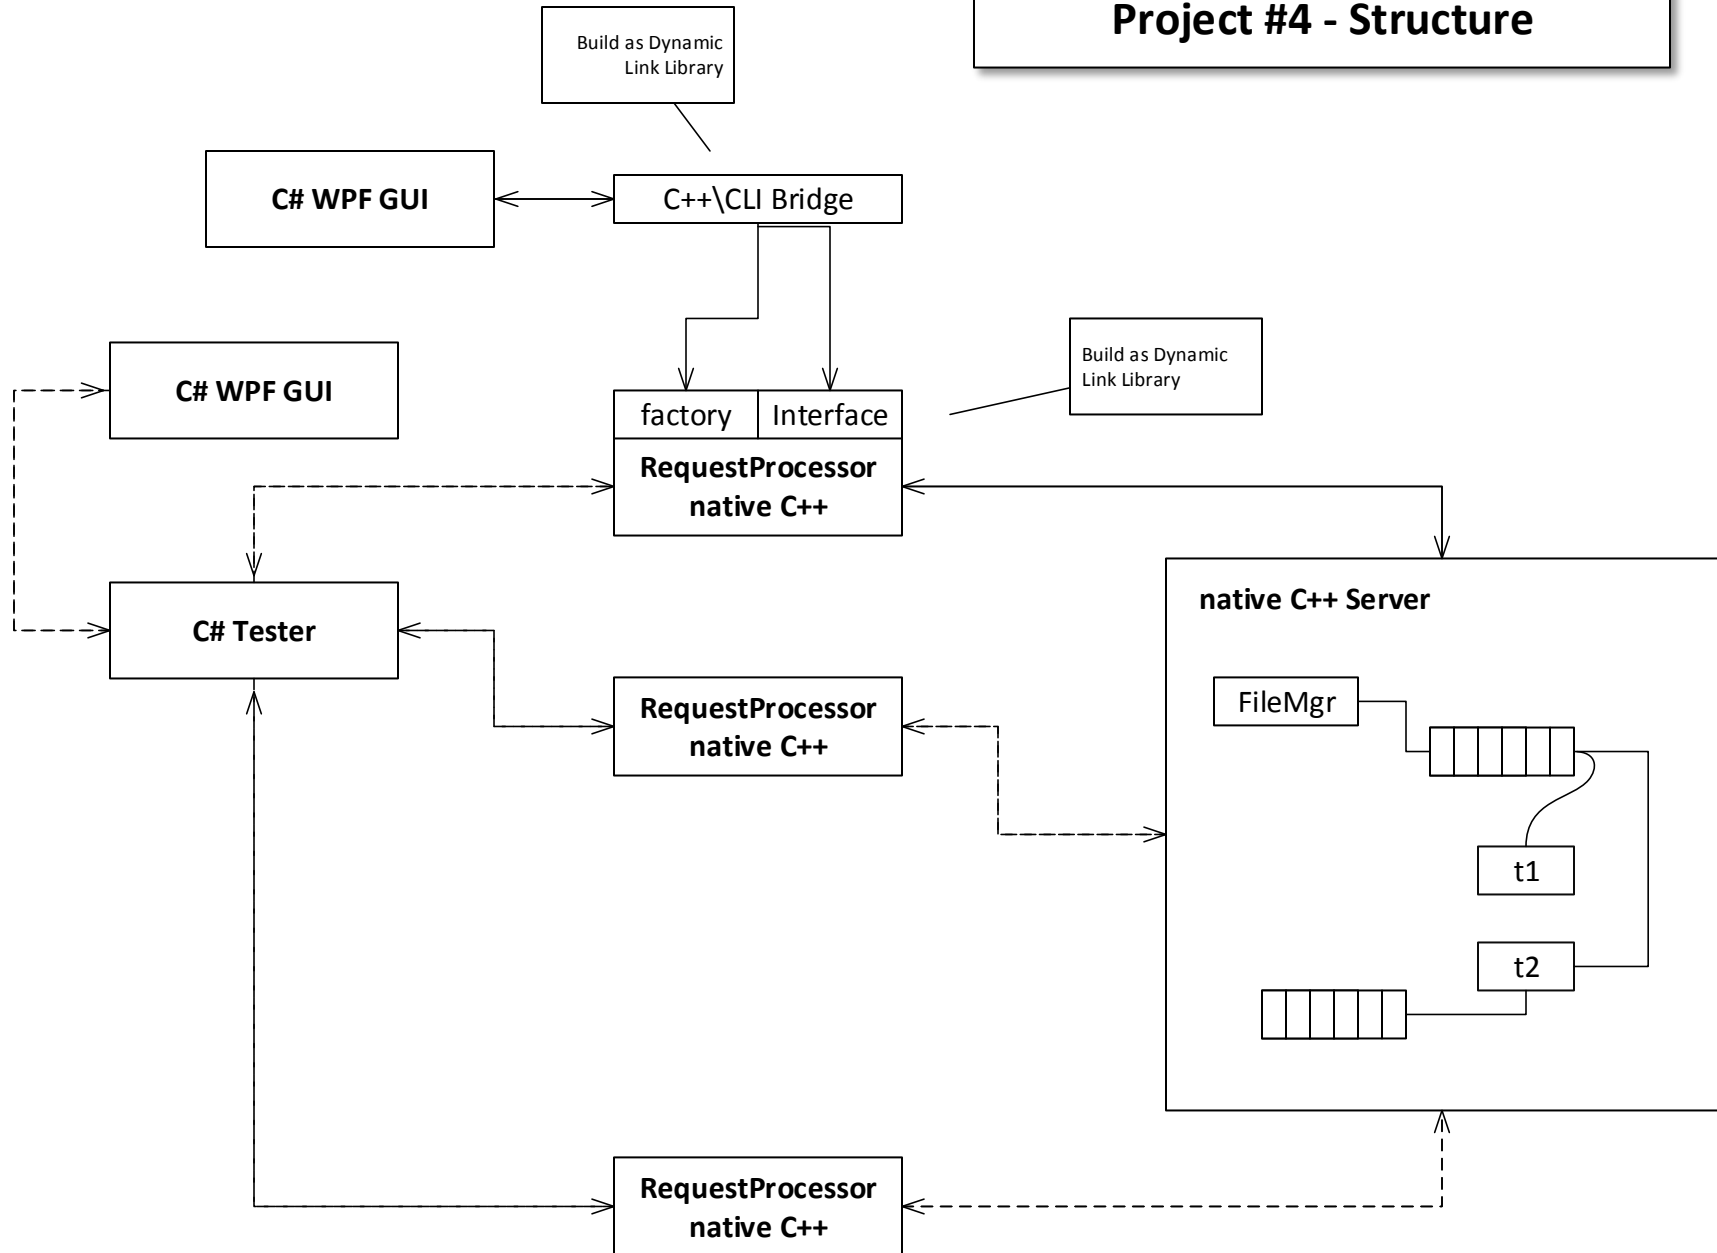 Project #4 - Structure
Build as Dynamic
Link Library
C# WPF GUI
C++\CLI Bridge
C# WPF GUI
Build as Dynamic
Link Library
factory
Interface
RequestProcessor
native C++
C# Tester
native C++ Server
FileMgr
RequestProcessor
native C++
t1
t2
RequestProcessor
native C++